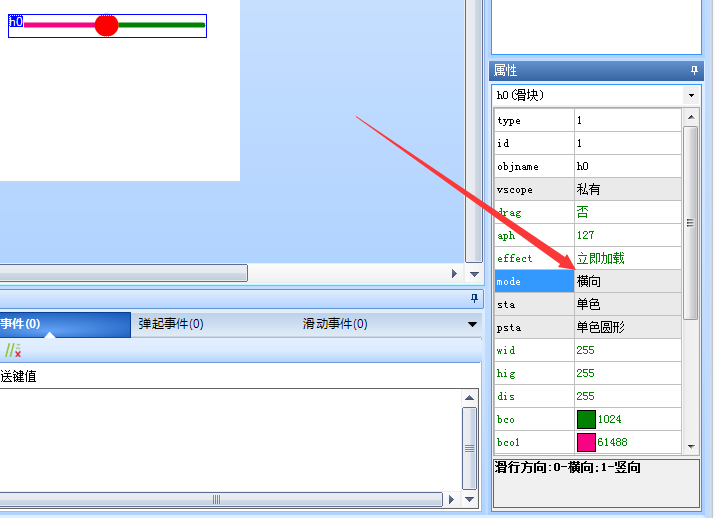 h0
属性
h0(滑块)
type 1
id 1
objname h0
vscope 私有
drag 否
aph 127
effect 立即加载
mode 横向
sta 单色
psta 单色圆形
wid 255
hig 255
dis 255
bco 1024
bco1 61488
滑行方向:0-横向;1-竖向
事件(0) 弹起事件(0) 滑动事件(0)
送键值